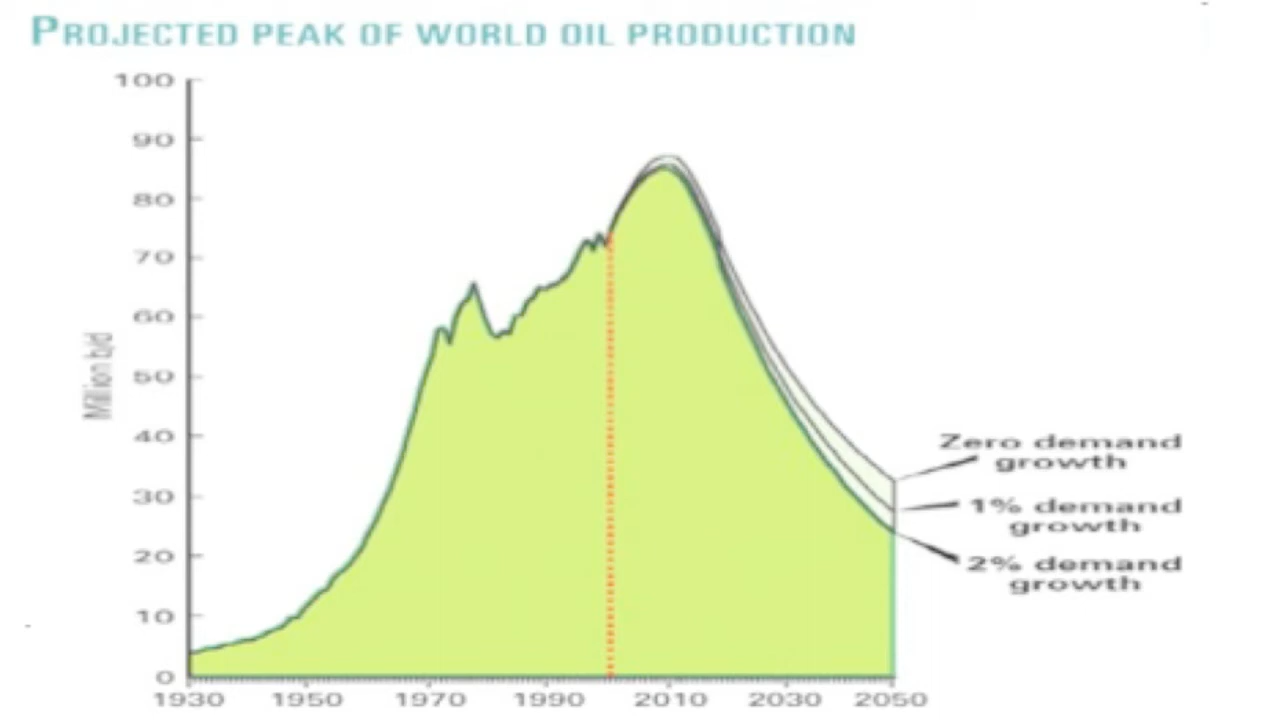 PROJECTED PEAK OF WORLD OIL PRODUCTION
100
90
80
70
60
50
40
30
20
10
0
Million b/d
1930 1950 1970 1990 2010 2030 2050
Zero demand
growth
1% demand
growth
2% demand
growth